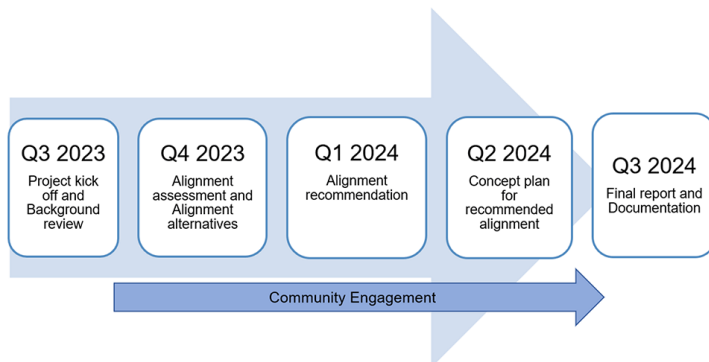 Q3 2023
Project kick
off and
Background
review
Q4 2023
Alignment
assessment and
Alignment
alternatives
Q1 2024
Alignment
recommendation
Q2 2024
Concept plan
for
recommended
alignment
Q3 2024
Final report and
Documentation
Community Engagement